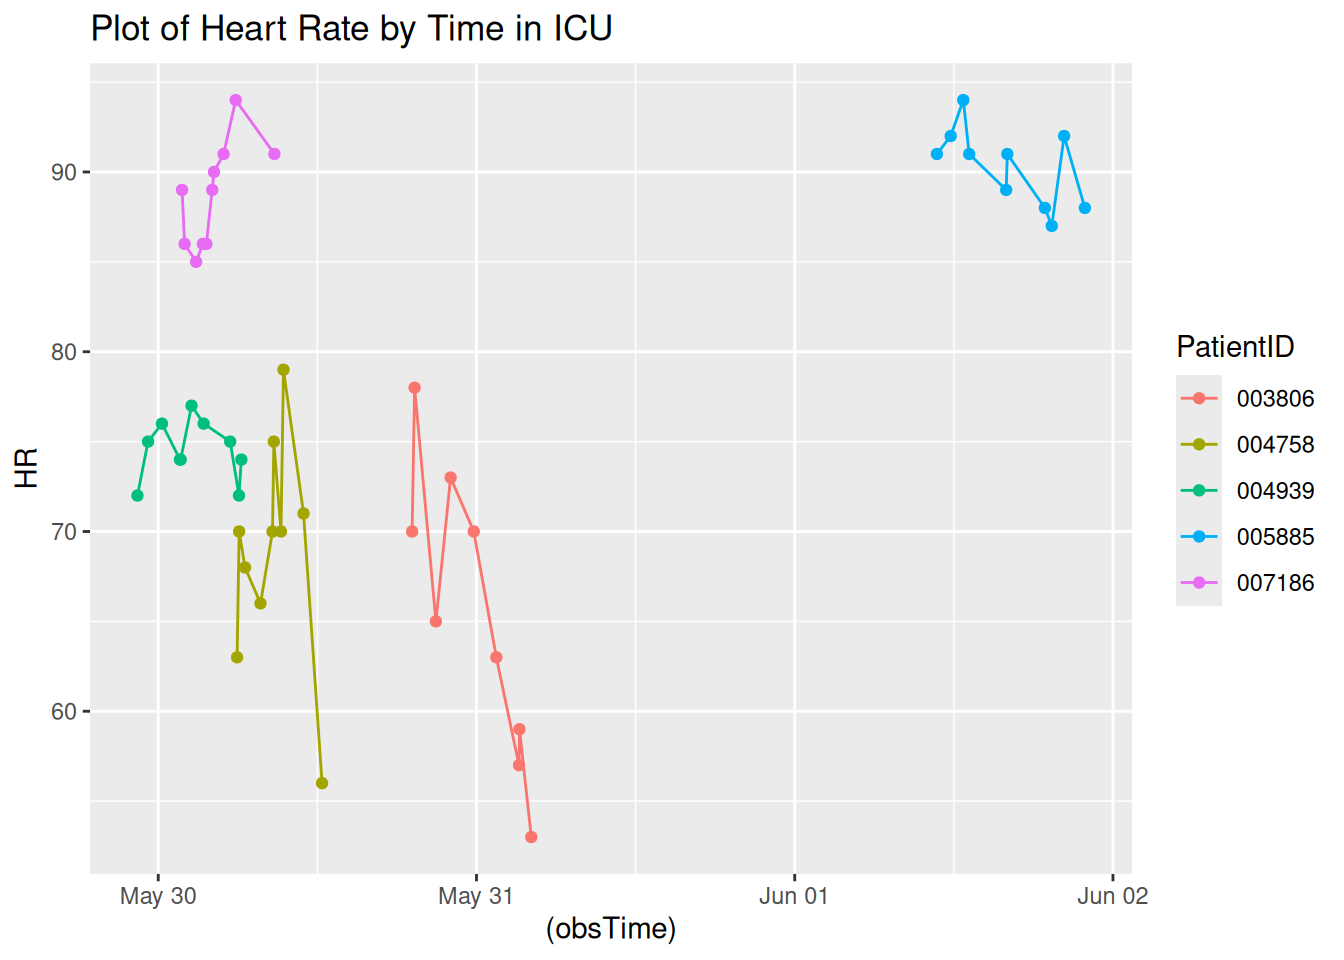 Plot of Heart Rate by Time in ICU
HR
90
80
70
60
May 30
May 31
Jun 01
Jun 02
(obsTime)
PatientID
003806
004758
004939
005885
007186